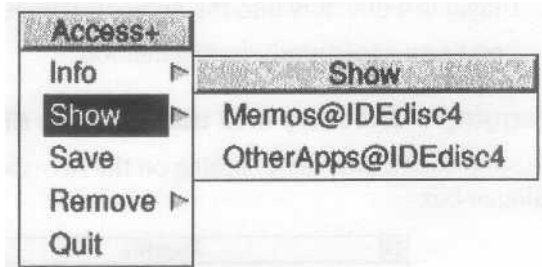 Access+
Info
Show
Save
Remove
Quit
Show
Memos@IDEdisc4
OtherApps@IDEdisc4